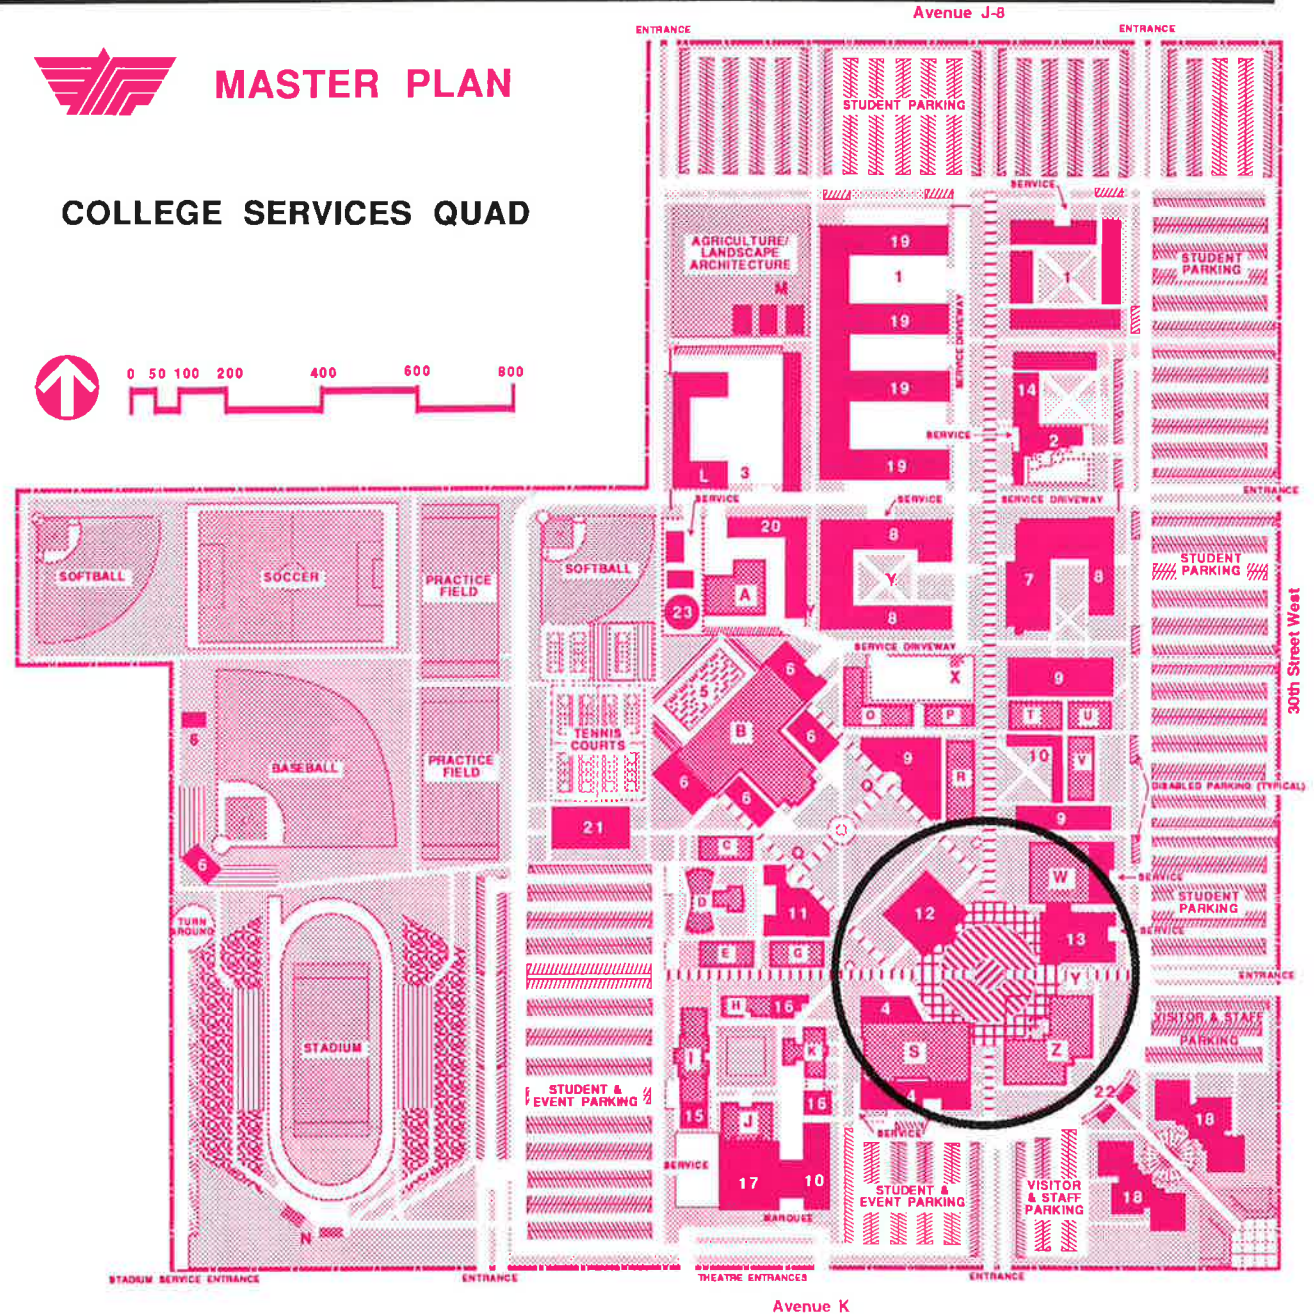 Avenue J-8
ENTRANCE
ENTRANCE
MASTER PLAN
STUDENT PARKING
SERVICE
COLLEGE SERVICES QUAD
AGRICULTURE/
LANDSCAPE
ARCHITECTURE
M
19
1
19
19
19
SERVICE DRIVEWAY
1
STUDENT
PARKING
0 50 100 200 400 600 800
14
2
SERVICE
L
3
SERVICE
SERVICE
SERVICE DRIVEWAY
ENTRANCE
SOFTBALL
SOCCER
PRACTICE
FIELD
SOFTBALL
20
A
23
Y
8
Y
8
7
8
STUDENT
PARKING
30th Street West
SERVICE DRIVEWAY
X
9
O
P
T
U
6
5
B
6
6
6
6
BASEBALL
PRACTICE
FIELD
TENNIS
COURTS
9
Q
R
10
V
DISABLED PARKING (TYPICAL)
9
21
C
Q
6
W
SERVICE
TURN
AROUND
D
11
12
13
STUDENT
PARKING
SERVICE
E
G
ENTRANCE
Y
H
16
4
VISITOR & STAFF
PARKING
STADIUM
I
K
S
Z
STUDENT &
EVENT PARKING
15
J
16
4
22
18
SERVICE
SERVICE
17
10
STUDENT &
EVENT PARKING
VISITOR
& STAFF
PARKING
18
MARQUEE
N
STADIUM SERVICE ENTRANCE
ENTRANCE
THEATRE ENTRANCES
ENTRANCE
Avenue K